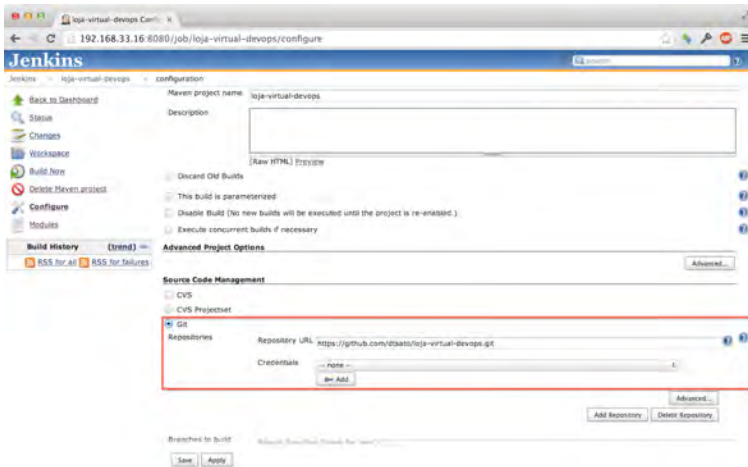 loja-virtual-devops Con
192.168.33.16:8080/job/loja-virtual-devops/configure
Jenkins
search
Jenkins loja-virtual-devops configuration
Back to Dashboard
Status
Changes
Workspace
Build Now
Delete Maven project
Configure
Modules
Build History (trend)
RSS for all RSS for failures
Maven project name loja-virtual-devops
Description
[Raw HTML] Preview
Discard Old Builds
This build is parameterized
Disable Build (No new builds will be executed until the project is re-enabled.)
Execute concurrent builds if necessary
Advanced Project Options
Advanced...
Source Code Management
CVS
CVS Projectset
Git
Repositories
Repository URL https://github.com/dtsato/loja-virtual-devops.git
Credentials - none -
Add
Advanced...
Add Repository Delete Repository
Branches to build
Save Apply